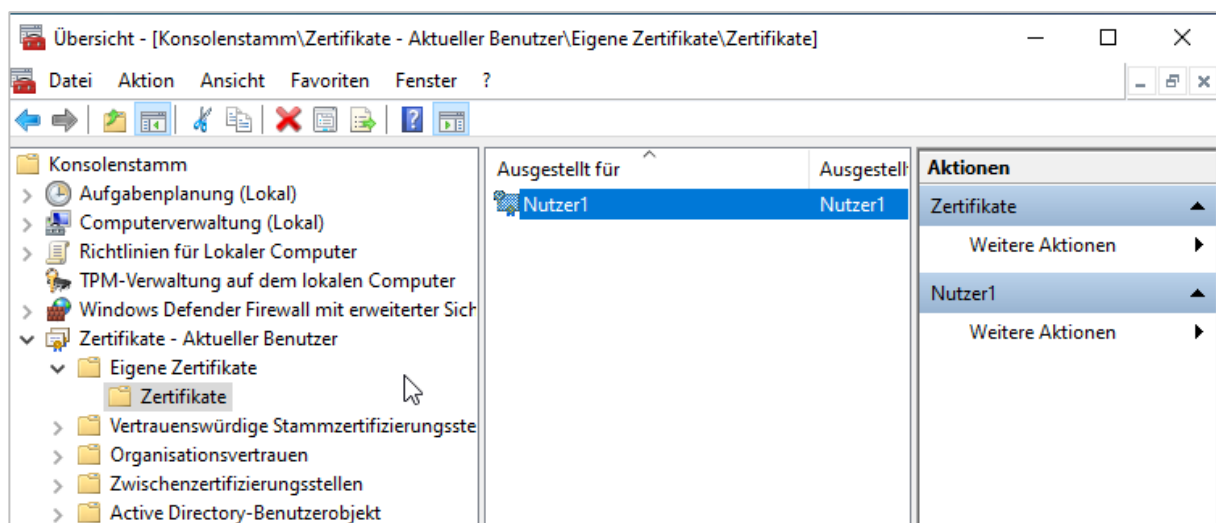 Übersicht - [Konsolenstamm\Zertifikate - Aktueller Benutzer\Eigene Zertifikate\Zertifikate]
Datei Aktion Ansicht Favoriten Fenster ?
Konsolenstamm
Aufgabenplanung (Lokal)
Computerverwaltung (Lokal)
Richtlinien für Lokaler Computer
TPM-Verwaltung auf dem lokalen Computer
Windows Defender Firewall mit erweiterter Sich
Zertifikate - Aktueller Benutzer
Eigene Zertifikate
Zertifikate
Vertrauenswürdige Stammzertifizierungsste
Organisationsvertrauen
Zwischenzertifizierungsstellen
Active Directory-Benutzerobjekt
Ausgestellt für Ausgestell
Nutzer1 Nutzer1
Aktionen
Zertifikate
Weitere Aktionen
Nutzer1
Weitere Aktionen